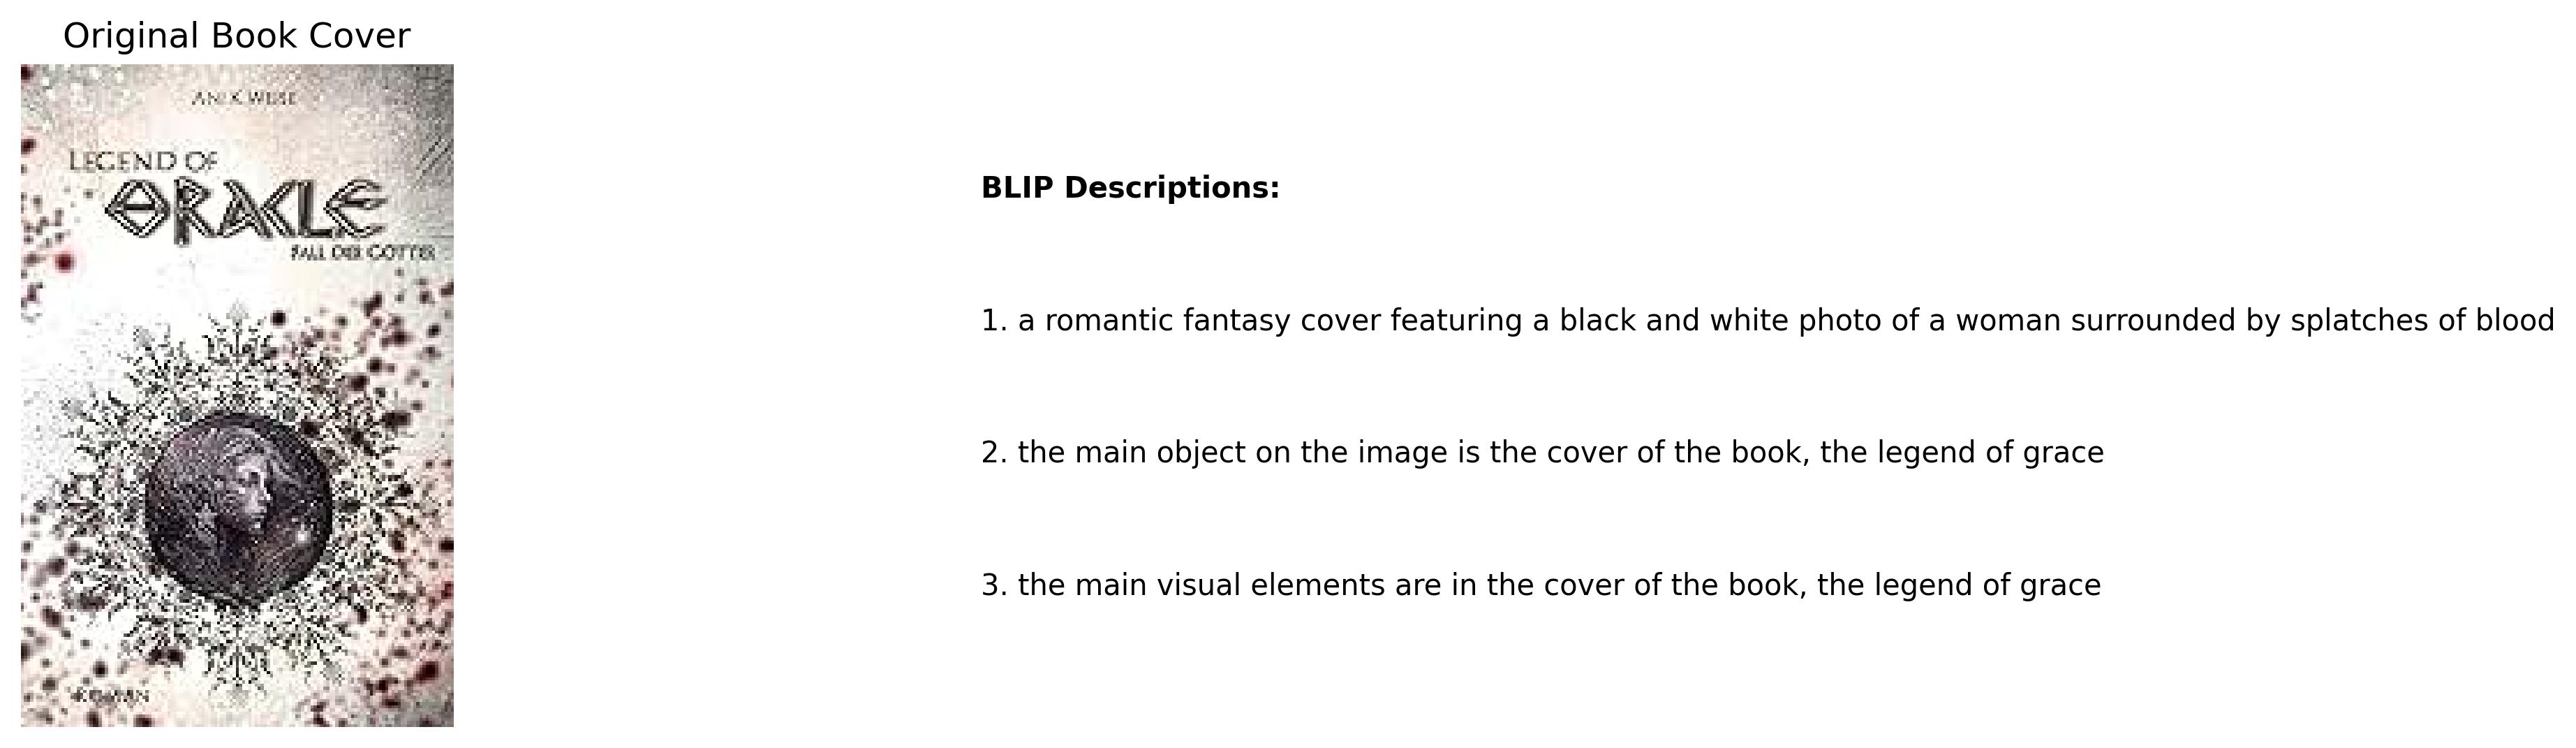 Original Book Cover
LEGEND OF
ORACLE
FALL DER GÖTTER
BLIP Descriptions:
1. a romantic fantasy cover featuring a black and white photo of a woman surrounded by splatches of blood
2. the main object on the image is the cover of the book, the legend of grace
3. the main visual elements are in the cover of the book, the legend of grace
ROMAN